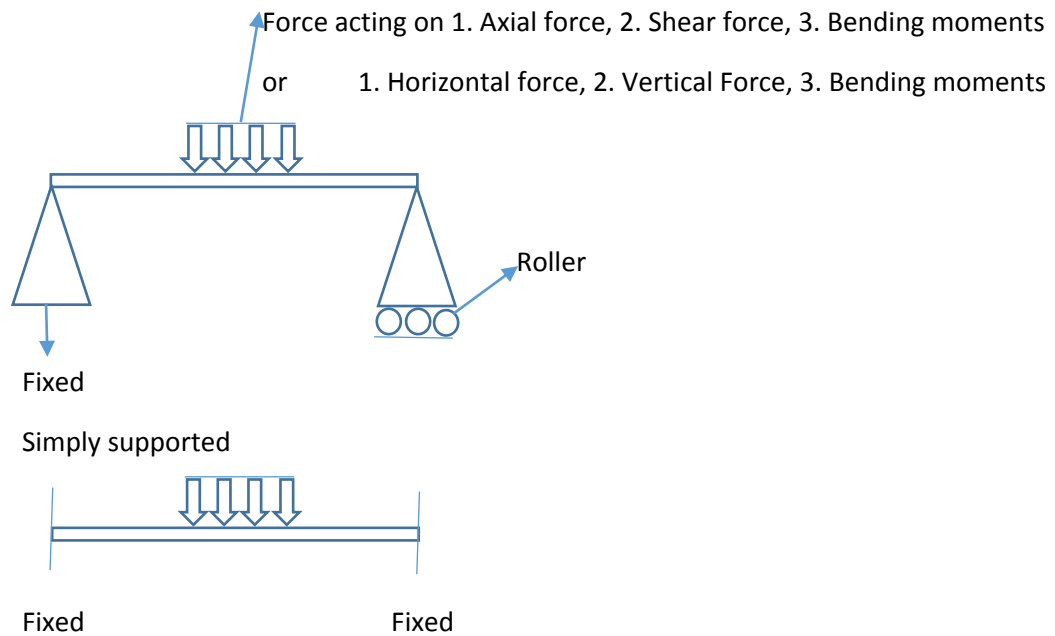 Force acting on 1. Axial force, 2. Shear force, 3. Bending moments
or 1. Horizontal force, 2. Vertical Force, 3. Bending moments
Roller
Fixed
Simply supported
Fixed Fixed